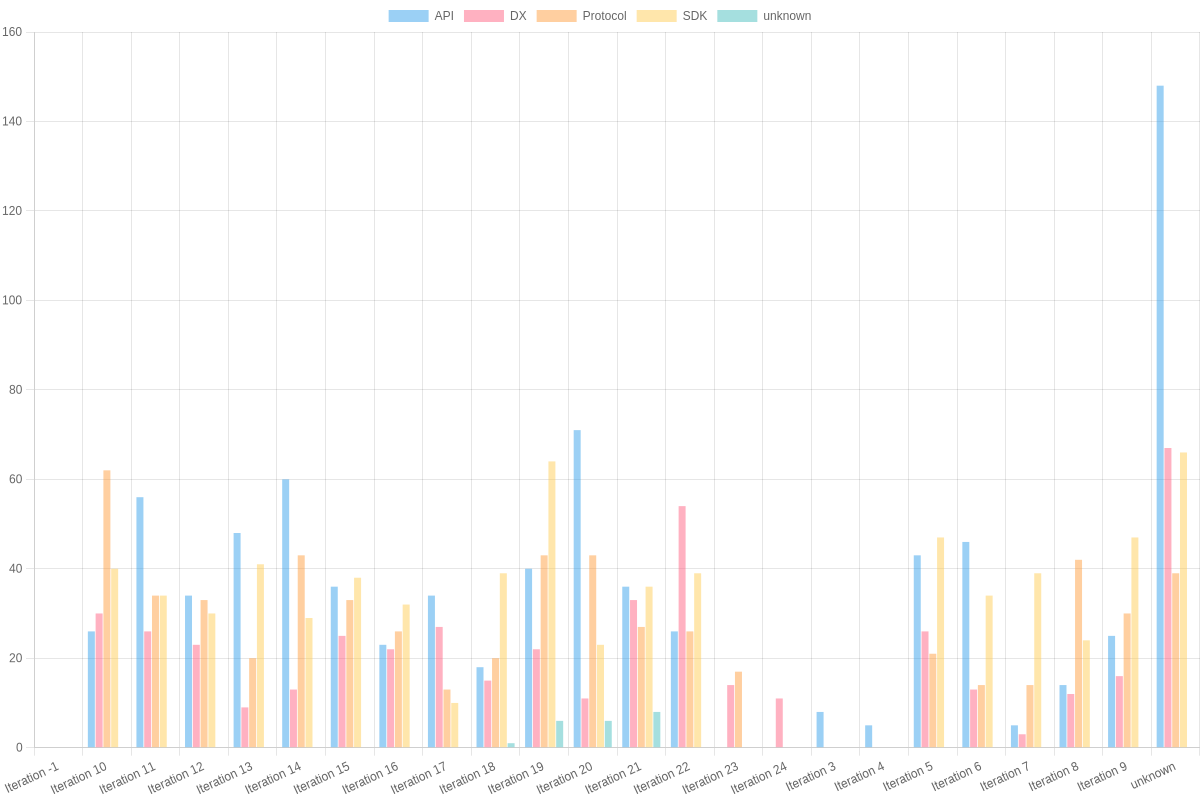 API DX Protocol SDK unknown
160
140
120
100
80
60
40
20
0
Iteration -1
Iteration 10
Iteration 11
Iteration 12
Iteration 13
Iteration 14
Iteration 15
Iteration 16
Iteration 17
Iteration 18
Iteration 19
Iteration 20
Iteration 21
Iteration 22
Iteration 23
Iteration 24
Iteration 3
Iteration 4
Iteration 5
Iteration 6
Iteration 7
Iteration 8
Iteration 9
unknown